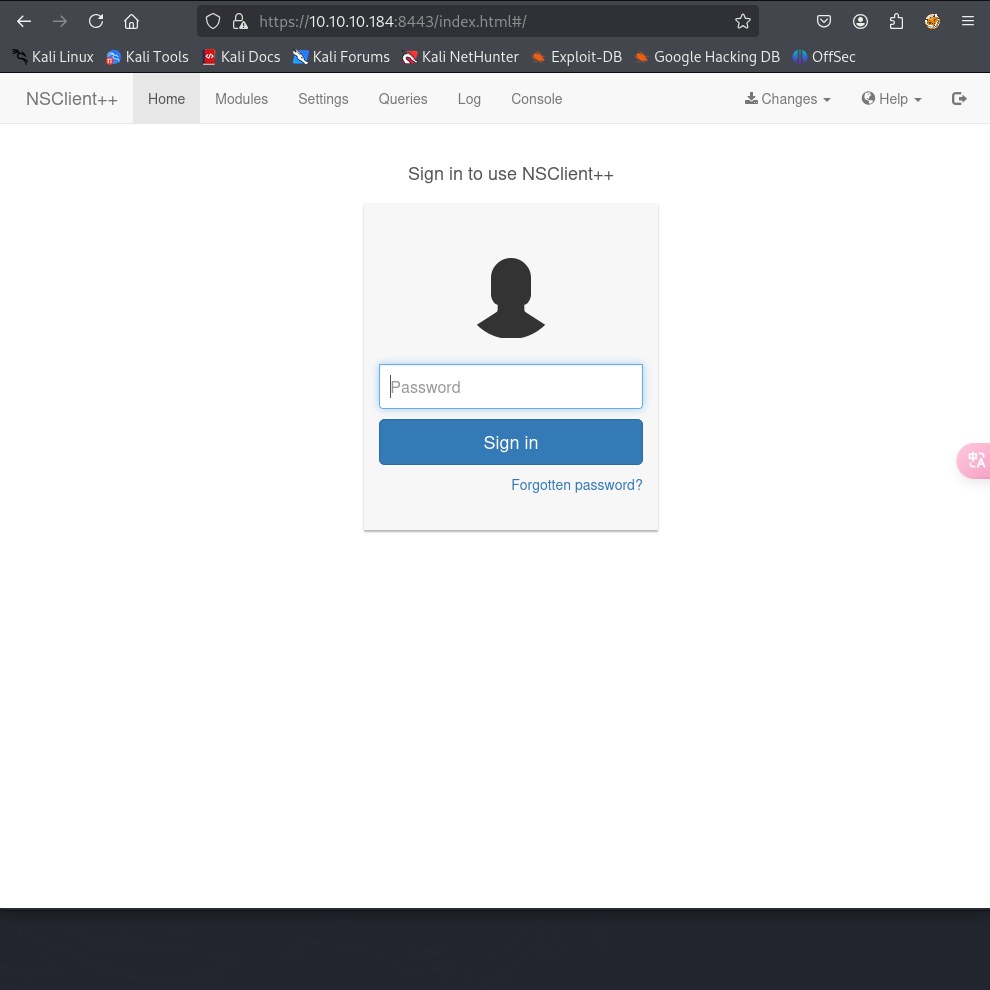 https://10.10.10.184:8443/index.html#/
Kali Linux Kali Tools Kali Docs Kali Forums Kali NetHunter Exploit-DB Google Hacking DB OffSec
NSClient++ Home Modules Settings Queries Log Console Changes Help
Sign in to use NSClient++
Password
Sign in
Forgotten password?
中A